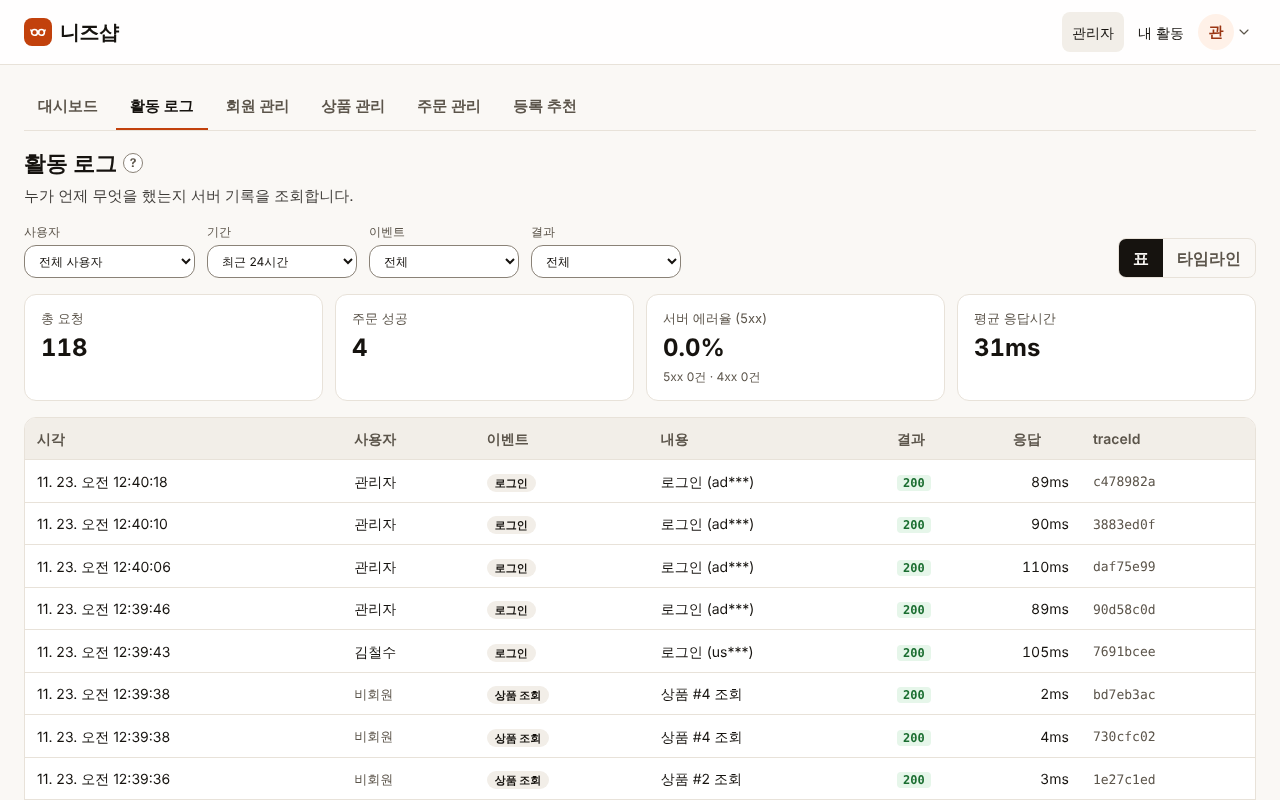 니즈샵
관리자 내 활동 관
대시보드 활동 로그 회원 관리 상품 관리 주문 관리 등록 추천
활동 로그 ?
누가 언제 무엇을 했는지 서버 기록을 조회합니다.
사용자 기간 이벤트 결과
전체 사용자 최근 24시간 전체 전체 표 타임라인
총 요청 주문 성공 서버 에러율 (5xx) 평균 응답시간
118 4 0.0% 31ms
5xx 0건 · 4xx 0건
시각 사용자 이벤트 내용 결과 응답 traceId
11. 23. 오전 12:40:18 관리자 로그인 로그인 (ad***) 200 89ms c478982a
11. 23. 오전 12:40:10 관리자 로그인 로그인 (ad***) 200 90ms 3883ed0f
11. 23. 오전 12:40:06 관리자 로그인 로그인 (ad***) 200 110ms daf75e99
11. 23. 오전 12:39:46 관리자 로그인 로그인 (ad***) 200 89ms 90d58c0d
11. 23. 오전 12:39:43 김철수 로그인 로그인 (us***) 200 105ms 7691bcee
11. 23. 오전 12:39:38 비회원 상품 조회 상품 #4 조회 200 2ms bd7eb3ac
11. 23. 오전 12:39:38 비회원 상품 조회 상품 #4 조회 200 4ms 730cfc02
11. 23. 오전 12:39:36 비회원 상품 조회 상품 #2 조회 200 3ms 1e27c1ed